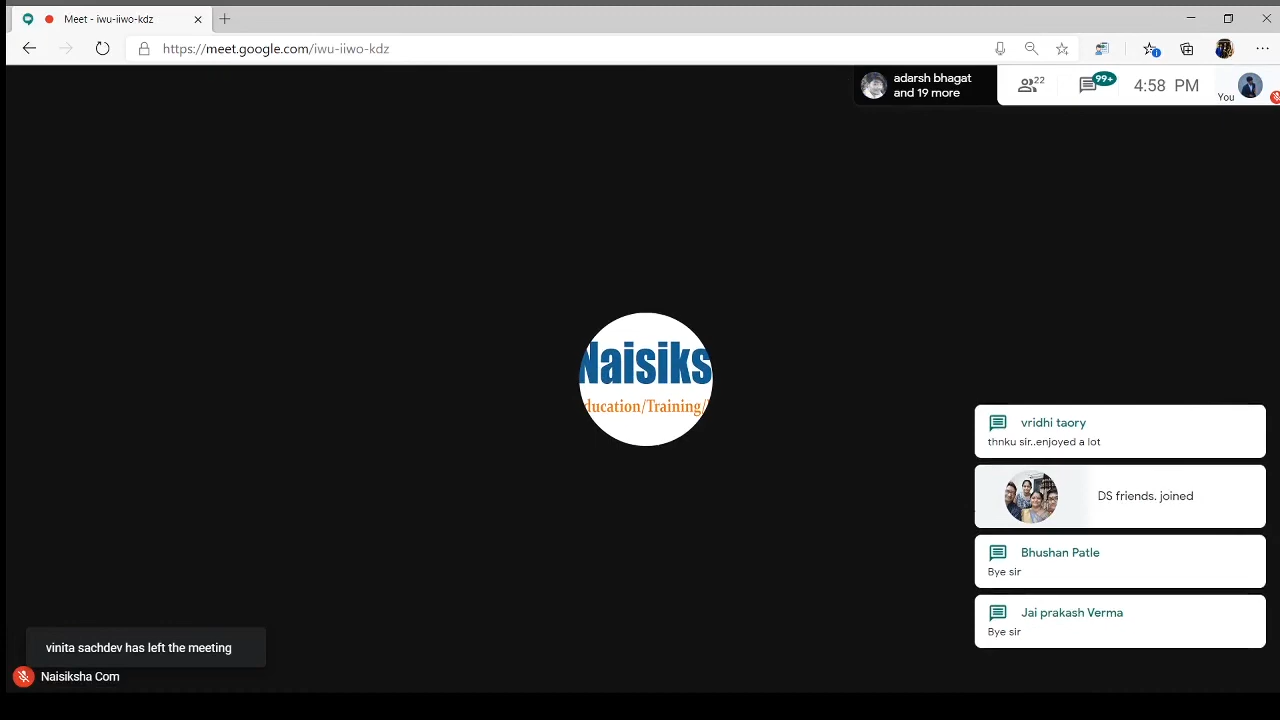 Meet - iwu-iiwo-kdz
https://meet.google.com/iwu-iiwo-kdz
adarsh bhagat
and 19 more
22
99+
4:58 PM
You
Naisiks
ducation/Training/
vridhi taory
thnku sir..enjoyed a lot
DS friends. joined
Bhushan Patle
Bye sir
Jai prakash Verma
Bye sir
vinita sachdev has left the meeting
Naisiksha Com